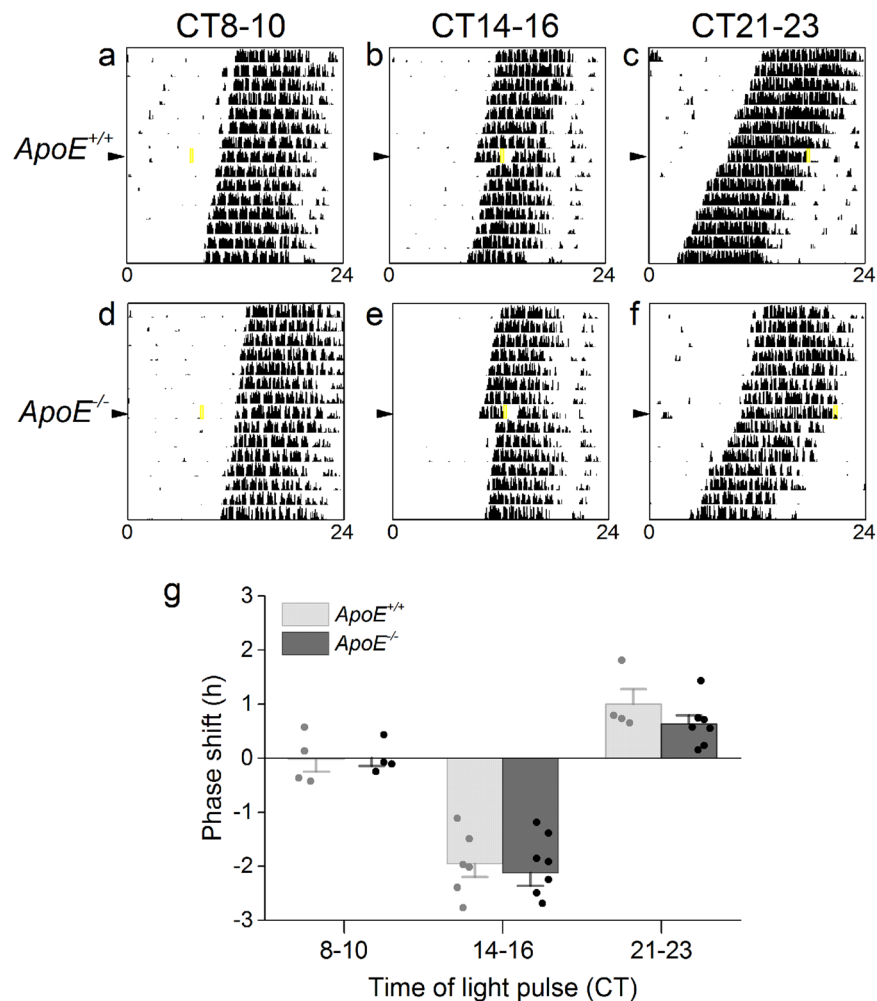 CT8-10 CT14-16 CT21-23
a b c
ApoE+/+
0 24 0 24 0 24
d e f
ApoE-/-
0 24 0 24 0 24
g
3
ApoE+/+
2
ApoE-/-
1
0
-1
-2
-3
Phase shift (h)
8-10 14-16 21-23
Time of light pulse (CT)